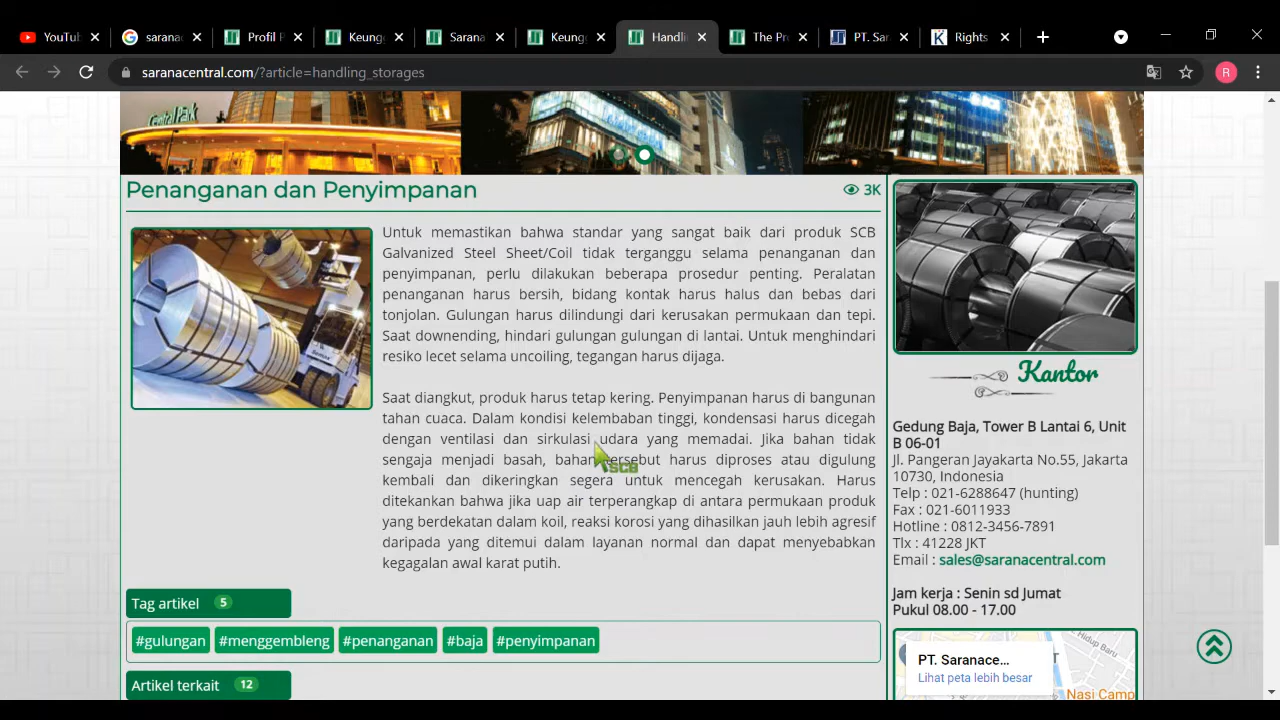 YouTub
sarana
Profil P
Keung
Sarana
Keung
Handli
The Pr
PT. Sar
Rights
saranacentral.com/?article=handling_storages
R
Central Park
Penanganan dan Penyimpanan
3K
Untuk memastikan bahwa standar yang sangat baik dari produk SCB
Galvanized Steel Sheet/Coil tidak terganggu selama penanganan dan
penyimpanan, perlu dilakukan beberapa prosedur penting. Peralatan
penanganan harus bersih, bidang kontak harus halus dan bebas dari
tonjolan. Gulungan harus dilindungi dari kerusakan permukaan dan tepi.
Saat downending, hindari gulungan gulungan di lantai. Untuk menghindari
resiko lecet selama uncoiling, tegangan harus dijaga.
Saat diangkut, produk harus tetap kering. Penyimpanan harus di bangunan
tahan cuaca. Dalam kondisi kelembaban tinggi, kondensasi harus dicegah
dengan ventilasi dan sirkulasi udara yang memadai. Jika bahan tidak
sengaja menjadi basah, bahan tersebut harus diproses atau digulung
kembali dan dikeringkan segera untuk mencegah kerusakan. Harus
ditekankan bahwa jika uap air terperangkap di antara permukaan produk
yang berdekatan dalam koil, reaksi korosi yang dihasilkan jauh lebih agresif
daripada yang ditemui dalam layanan normal dan dapat menyebabkan
kegagalan awal karat putih.
SCB
Tag artikel 5
#gulungan #menggembleng #penanganan #baja #penyimpanan
Artikel terkait 12
Kantor
Gedung Baja, Tower B Lantai 6, Unit
B 06-01
Jl. Pangeran Jayakarta No.55, Jakarta
10730, Indonesia
Telp : 021-6288647 (hunting)
Fax : 021-6011933
Hotline : 0812-3456-7891
Tlx : 41228 JKT
Email : sales@saranacentral.com
Jam kerja : Senin sd Jumat
Pukul 08.00 - 17.00
PT. Saranace...
Lihat peta lebih besar
Hidup Baru
Nasi Camp